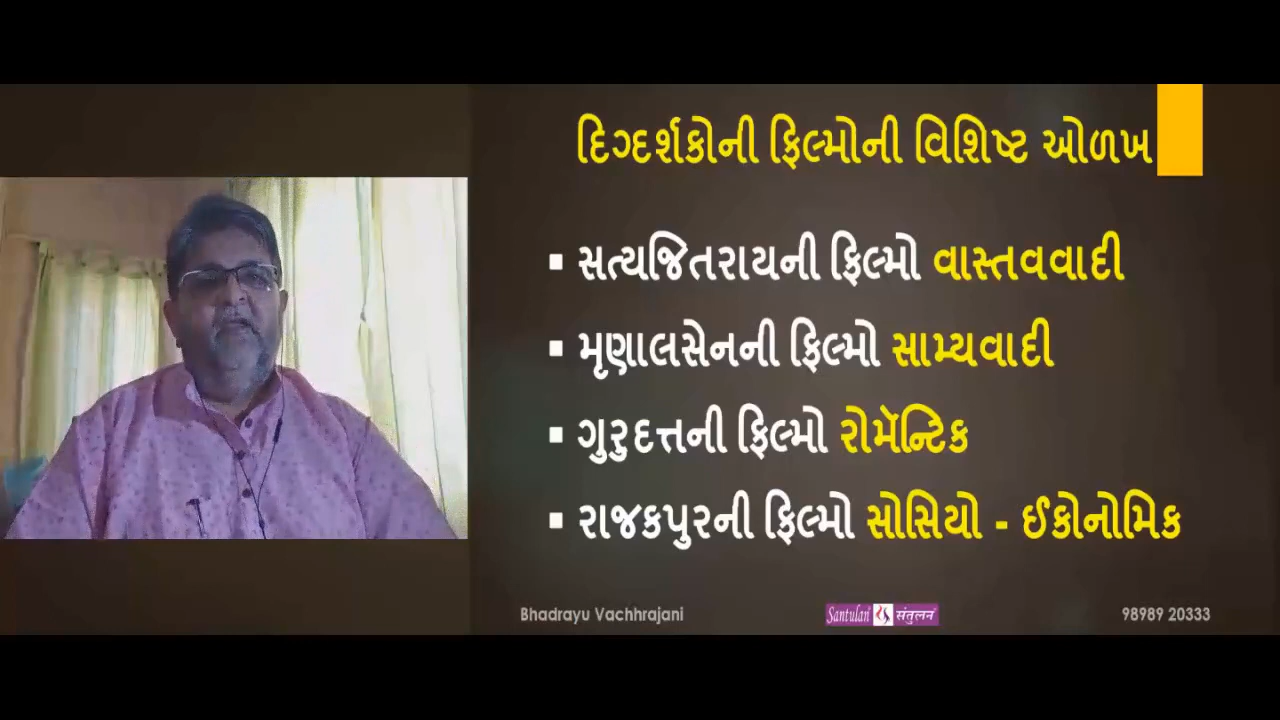 દિગ્દર્શકોની ફિલ્મોની વિશિષ્ટ ઓળખ
▪ સત્યજિતરાયની ફિલ્મો વાસ્તવવાદી
▪ મૃણાલસેનની ફિલ્મો સામ્યવાદી
▪ ગુરુદત્તની ફિલ્મો રોમેંન્ટિક
▪ રાજકપુરની ફિલ્મો સોસિયો - ઈકોનોમિક
Bhadrayu Vachhrajani Santulan संतुलन 98989 20333